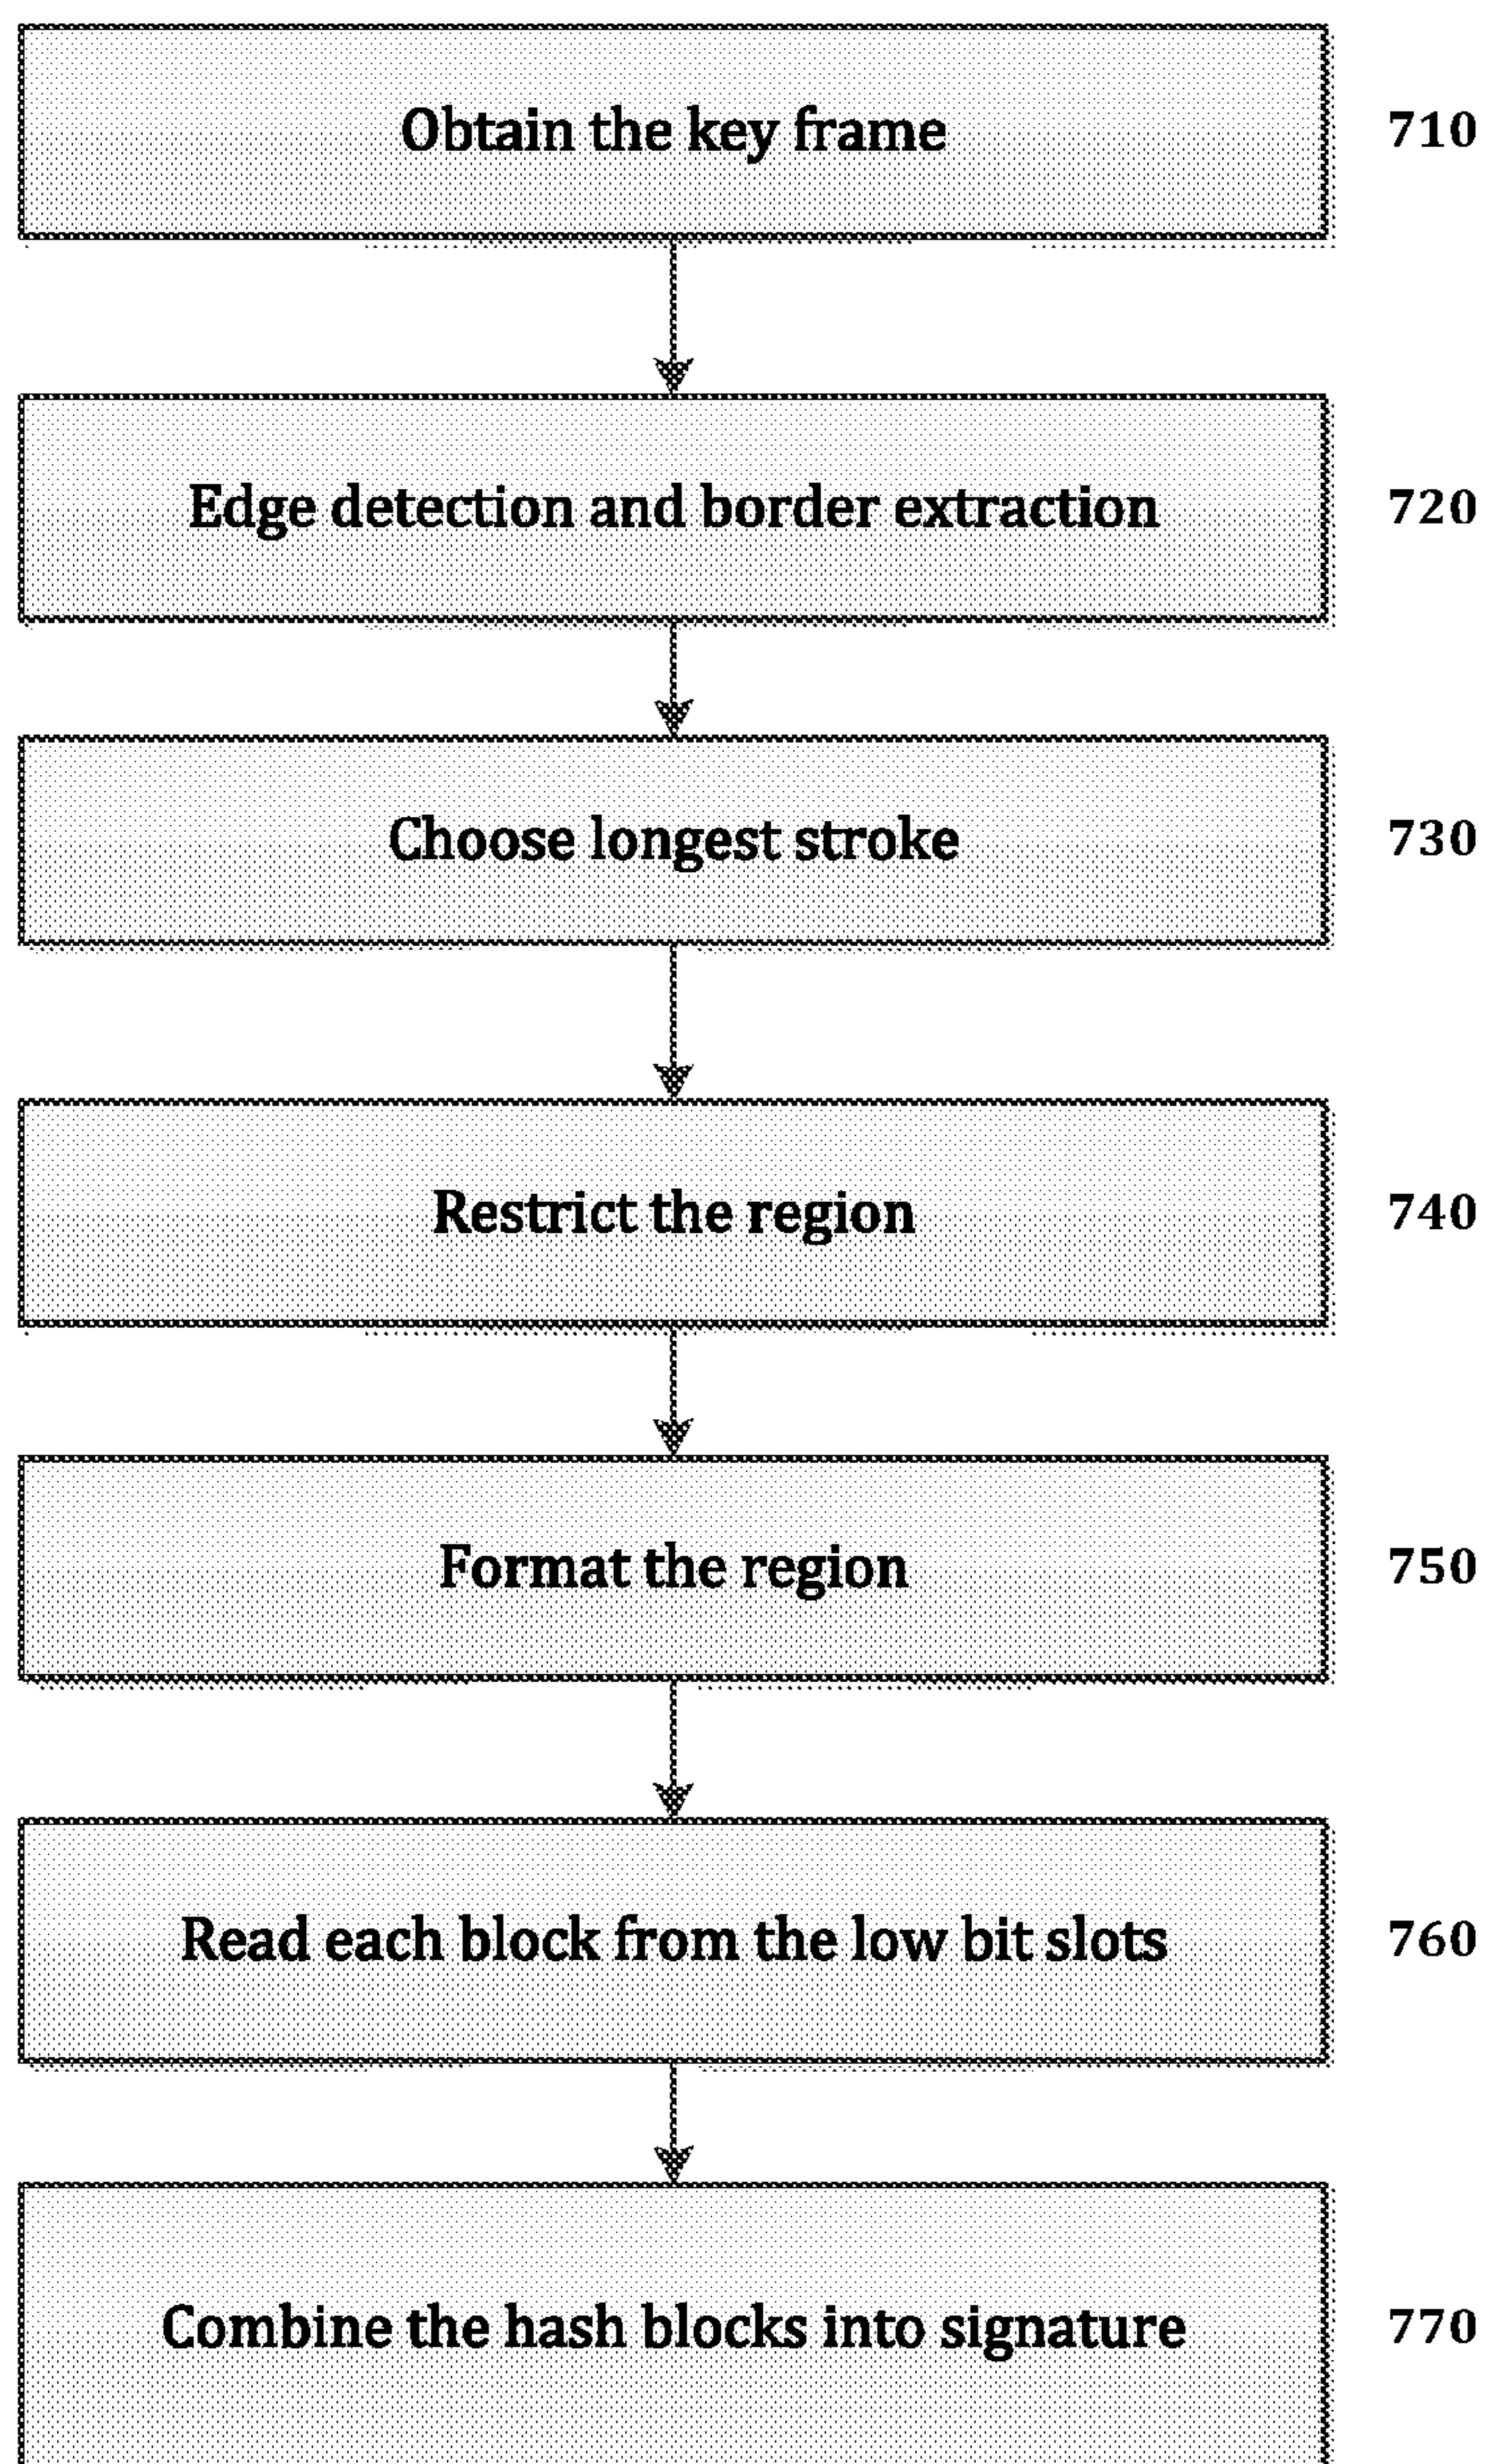 Obtain the key frame 710
Edge detection and border extraction 720
Choose longest stroke 730
Restrict the region 740
Format the region 750
Read each block from the low bit slots 760
Combine the hash blocks into signature 770